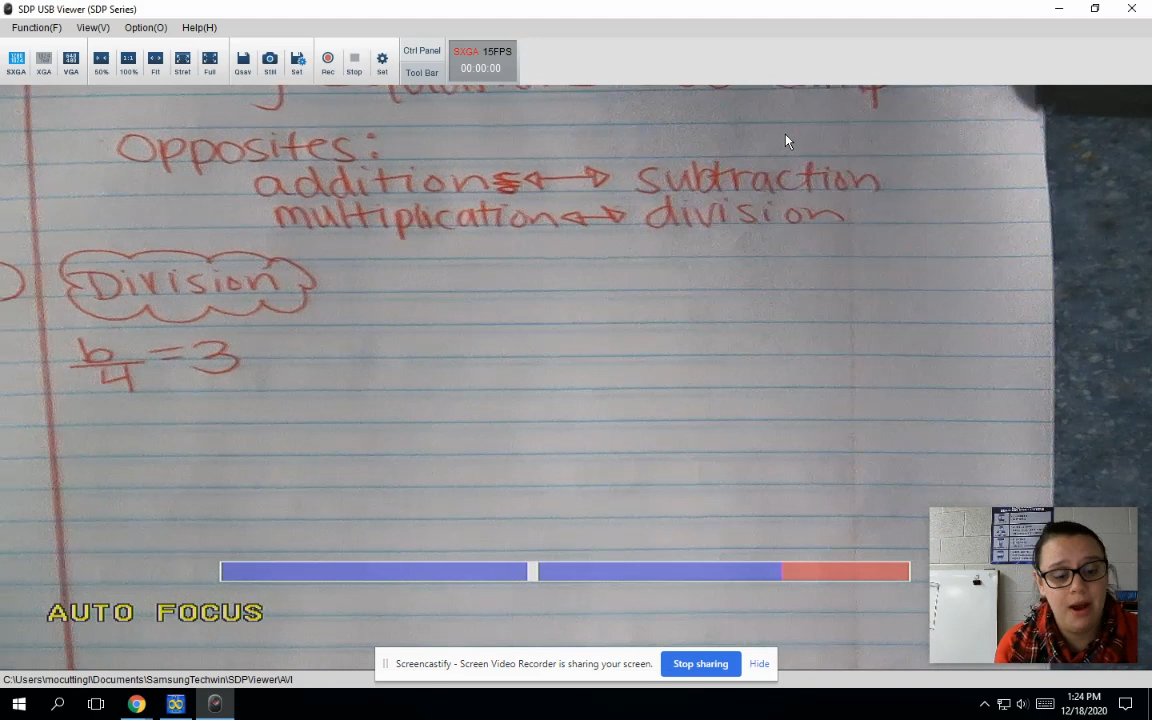 SDP USB Viewer (SDP Series)
Function(F) View(V) Option(O) Help(H)
SXGA XGA VGA 50% 100% Fit Stret Full Qsav Still Set. Rec Stop Set
Ctrl Panel
Tool Bar
SXGA 15FPS
00:00:00
Opposites:
addition ↔ subtraction
multiplication ↔ division
Division
b/4 = 3
AUTO FOCUS
Screencastify - Screen Video Recorder is sharing your screen. Stop sharing Hide
C:\Users\mocuttingl\Documents\SamsungTechwin\SDPViewer\AVI
1:24 PM
12/18/2020